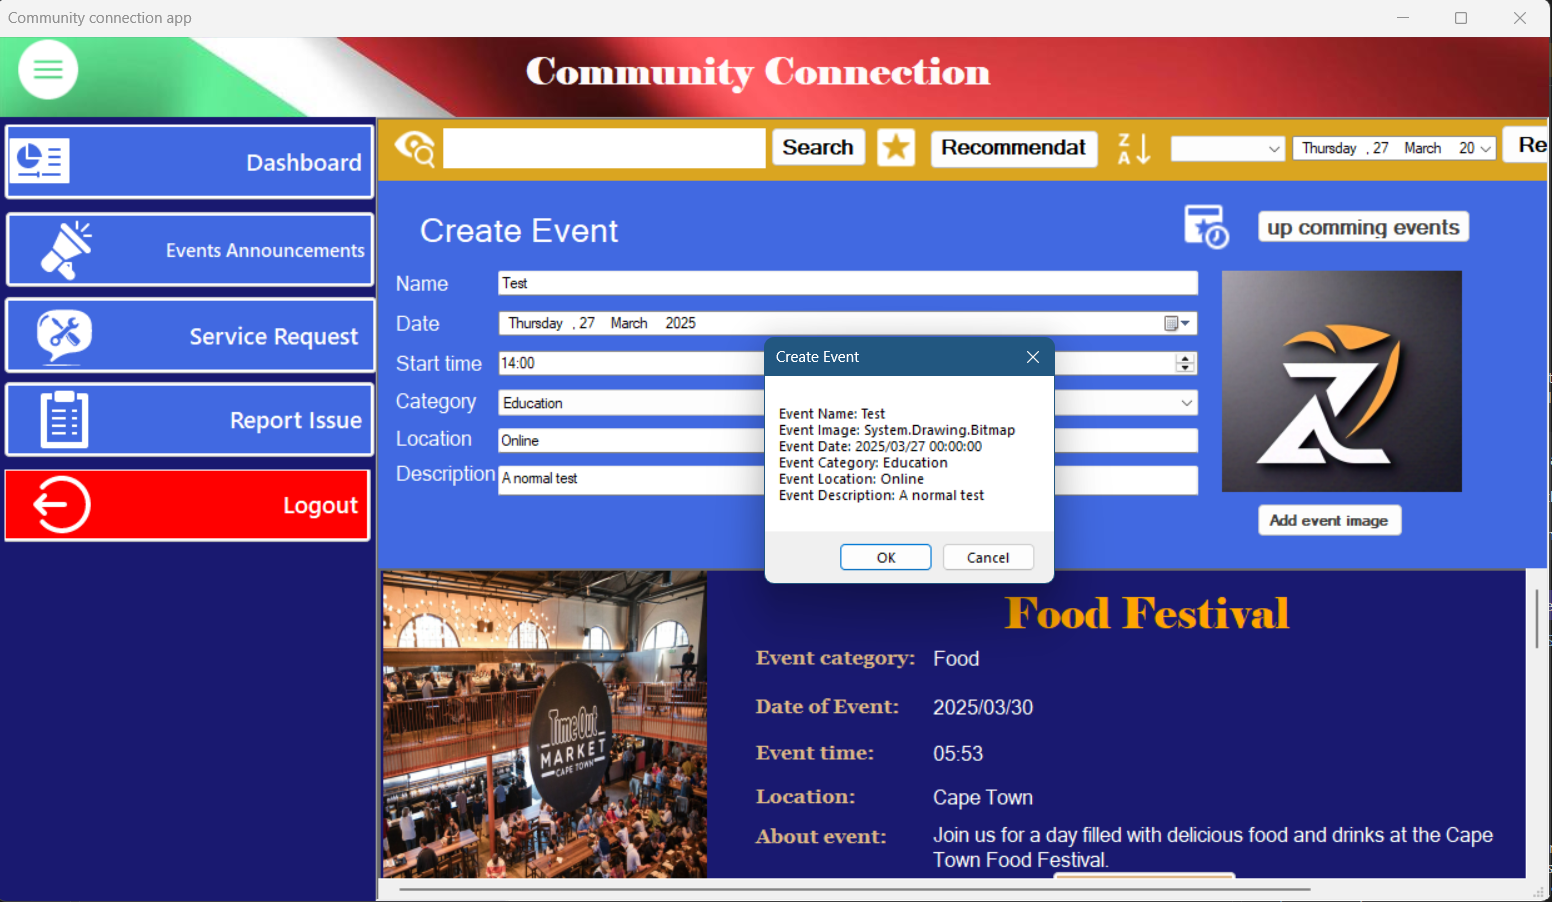 Community connection app
Community Connection
Dashboard
Events Announcements
Service Request
Report Issue
Logout
Search
Recommendat
Z
A
Thursday , 27 March 20
Re
Create Event
up comming events
Name
Test
Date
Thursday , 27 March 2025
Start time
14:00
Category
Education
Location
Online
Description
A normal test
Add event image
Create Event
Event Name: Test
Event Image: System.Drawing.Bitmap
Event Date: 2025/03/27 00:00:00
Event Category: Education
Event Location: Online
Event Description: A normal test
OK
Cancel
TimeOut
MARKET
CAPE TOWN
Food Festival
Event category: Food
Date of Event: 2025/03/30
Event time: 05:53
Location: Cape Town
About event: Join us for a day filled with delicious food and drinks at the Cape
Town Food Festival.